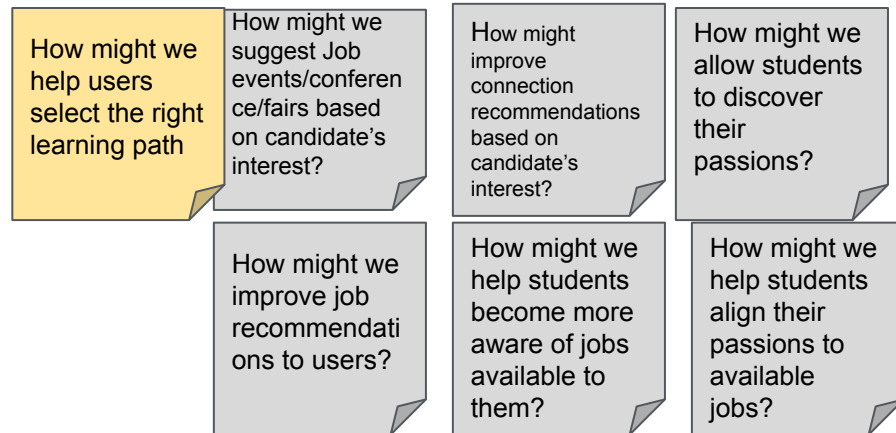 How might we
help users
select the right
learning path
How might we
suggest Job
events/conferen
ce/fairs based
on candidate's
interest?
How might
improve
connection
recommendations
based on
candidate's
interest?
How might we
allow students
to discover
their
passions?
How might we
improve job
recommendati
ons to users?
How might we
help students
become more
aware of jobs
available to
them?
How might we
help students
align their
passions to
available
jobs?